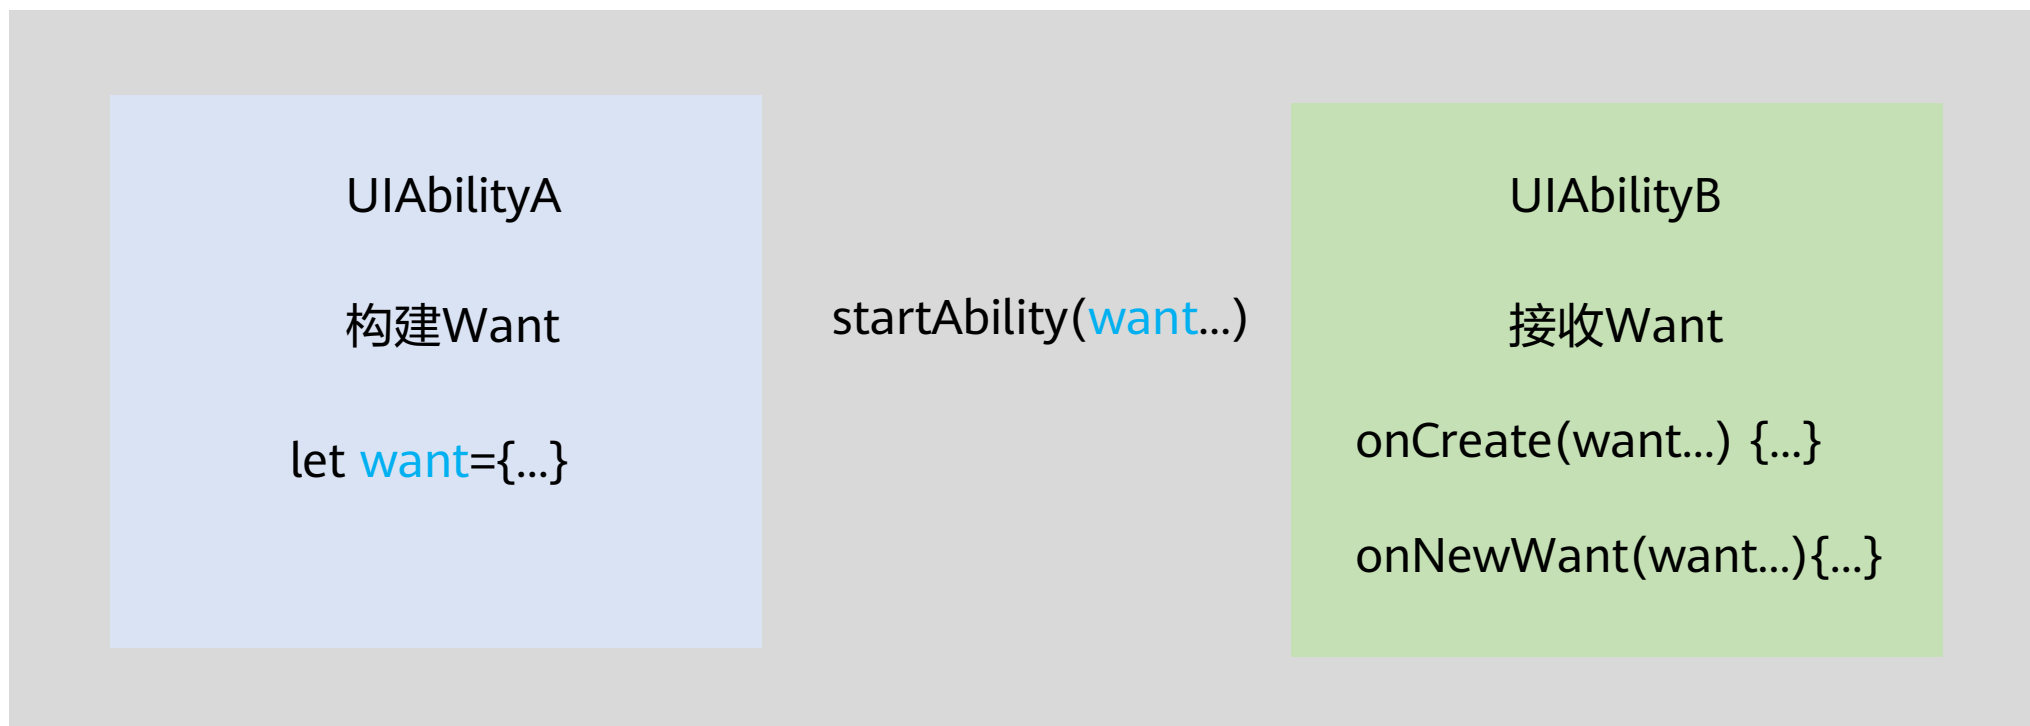 UIAbilityA
构建Want
let want={...}
startAbility(want...)
UIAbilityB
接收Want
onCreate(want...) {...}
onNewWant(want...){...}